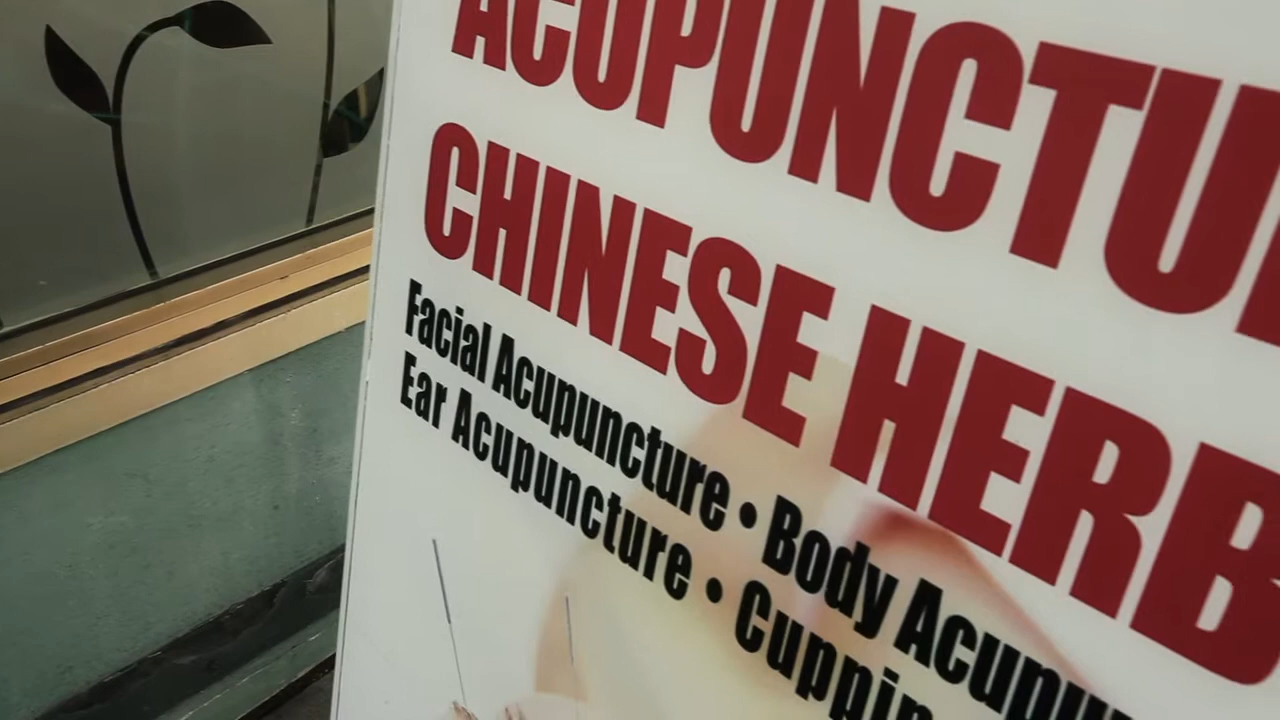 ACUPUNCTU
CHINESE HERB
Facial Acupuncture • Body Acupu
Ear Acupuncture • Cuppin